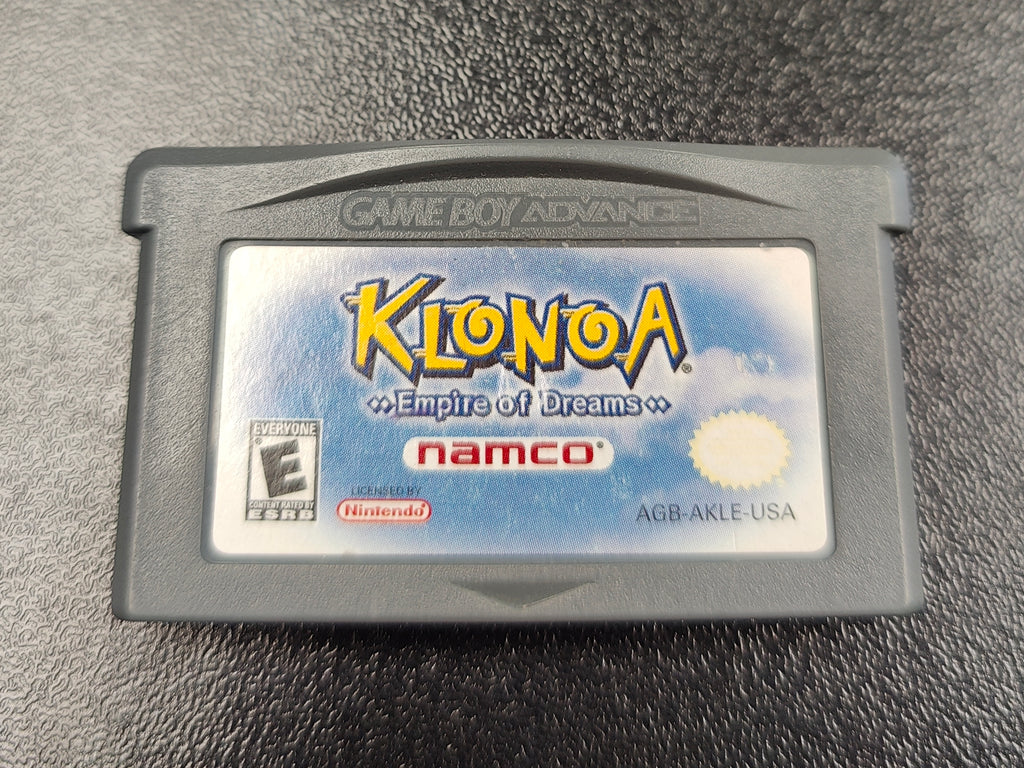 GAME BOY ADVANCE
KLONOA®
Empire of Dreams
namco®
EVERYONE
E
CONTENT RATED BY
ESRB
LICENSED BY
Nintendo®
AGB-AKLE-USA